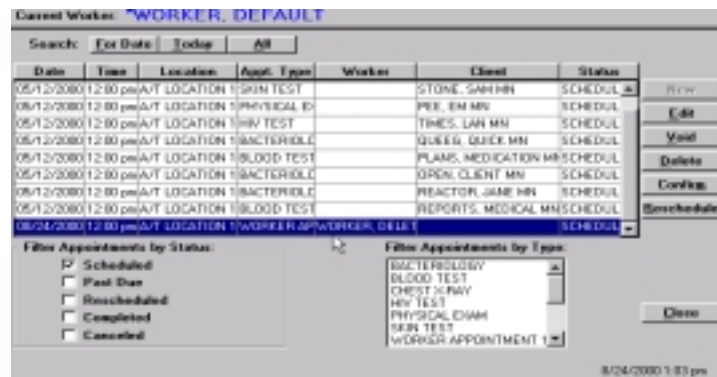 Current Worker: *WORKER, DEFAULT
Search: For Date Today All
Date Time Location Appt. Type Worker Client Status
05/12/2000 12:00 pm A/T LOCATION 1 SKIN TEST STONE, SAM MN SCHEDUL
05/12/2000 12:00 pm A/T LOCATION 1 PHYSICAL E PEE, EM MN SCHEDUL
05/12/2000 12:00 pm A/T LOCATION 1 HIV TEST TIMES, LAN MN SCHEDUL
05/12/2000 12:00 pm A/T LOCATION 1 BACTERIOLO QUEEG, QUICK MN SCHEDUL
05/12/2000 12:00 pm A/T LOCATION 1 BLOOD TEST PLANS, MEDICATION MN SCHEDUL
05/12/2000 12:00 pm A/T LOCATION 1 BACTERIOLO OPEN, CLIENT MN SCHEDUL
05/12/2000 12:00 pm A/T LOCATION 1 BACTERIOLO REACTOR, JANE MN SCHEDUL
05/12/2000 12:00 pm A/T LOCATION 1 BLOOD TEST REPORTS, MEDICAL MN SCHEDUL
08/24/2000 12:00 pm A/T LOCATION 1 WORKER AP WORKER, DELET SCHEDUL
New
Edit
Void
Delete
Confirm
Reschedule
Filter Appointments by Status:
Scheduled
Past Due
Rescheduled
Completed
Canceled
Filter Appointments by Type:
BACTERIOLOGY
BLOOD TEST
CHEST X-RAY
HIV TEST
PHYSICAL EXAM
SKIN TEST
WORKER APPOINTMENT 1
Close
8/24/2000 1:03 pm